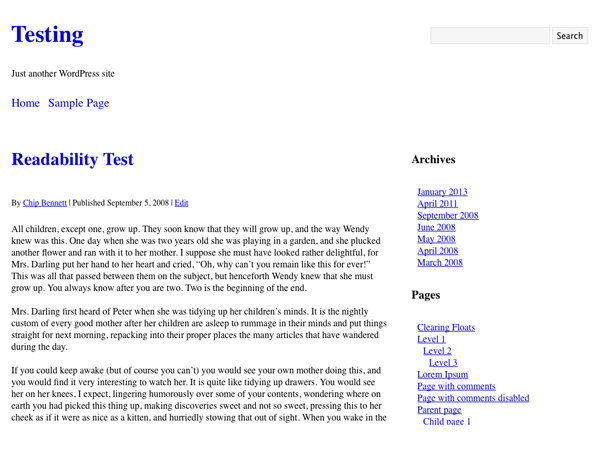 Testing
Search
Just another WordPress site
Home Sample Page
Readability Test
By Chip Bennett | Published September 5, 2008 | Edit
All children, except one, grow up. They soon know that they will grow up, and the way Wendy
knew was this. One day when she was two years old she was playing in a garden, and she plucked
another flower and ran with it to her mother. I suppose she must have looked rather delightful, for
Mrs. Darling put her hand to her heart and cried, “Oh, why can’t you remain like this for ever!”
This was all that passed between them on the subject, but henceforth Wendy knew that she must
grow up. You always know after you are two. Two is the beginning of the end.
Mrs. Darling first heard of Peter when she was tidying up her children’s minds. It is the nightly
custom of every good mother after her children are asleep to rummage in their minds and put things
straight for next morning, repacking into their proper places the many articles that have wandered
during the day.
If you could keep awake (but of course you can’t) you would see your own mother doing this, and
you would find it very interesting to watch her. It is quite like tidying up drawers. You would see
her on her knees, I expect, lingering humorously over some of your contents, wondering where on
earth you had picked this thing up, making discoveries sweet and not so sweet, pressing this to her
cheek as if it were as nice as a kitten, and hurriedly stowing that out of sight. When you wake in the
Archives
January 2013
April 2011
September 2008
June 2008
May 2008
April 2008
March 2008
Pages
Clearing Floats
Level 1
Level 2
Level 3
Lorem Ipsum
Page with comments
Page with comments disabled
Parent page
Child page 1